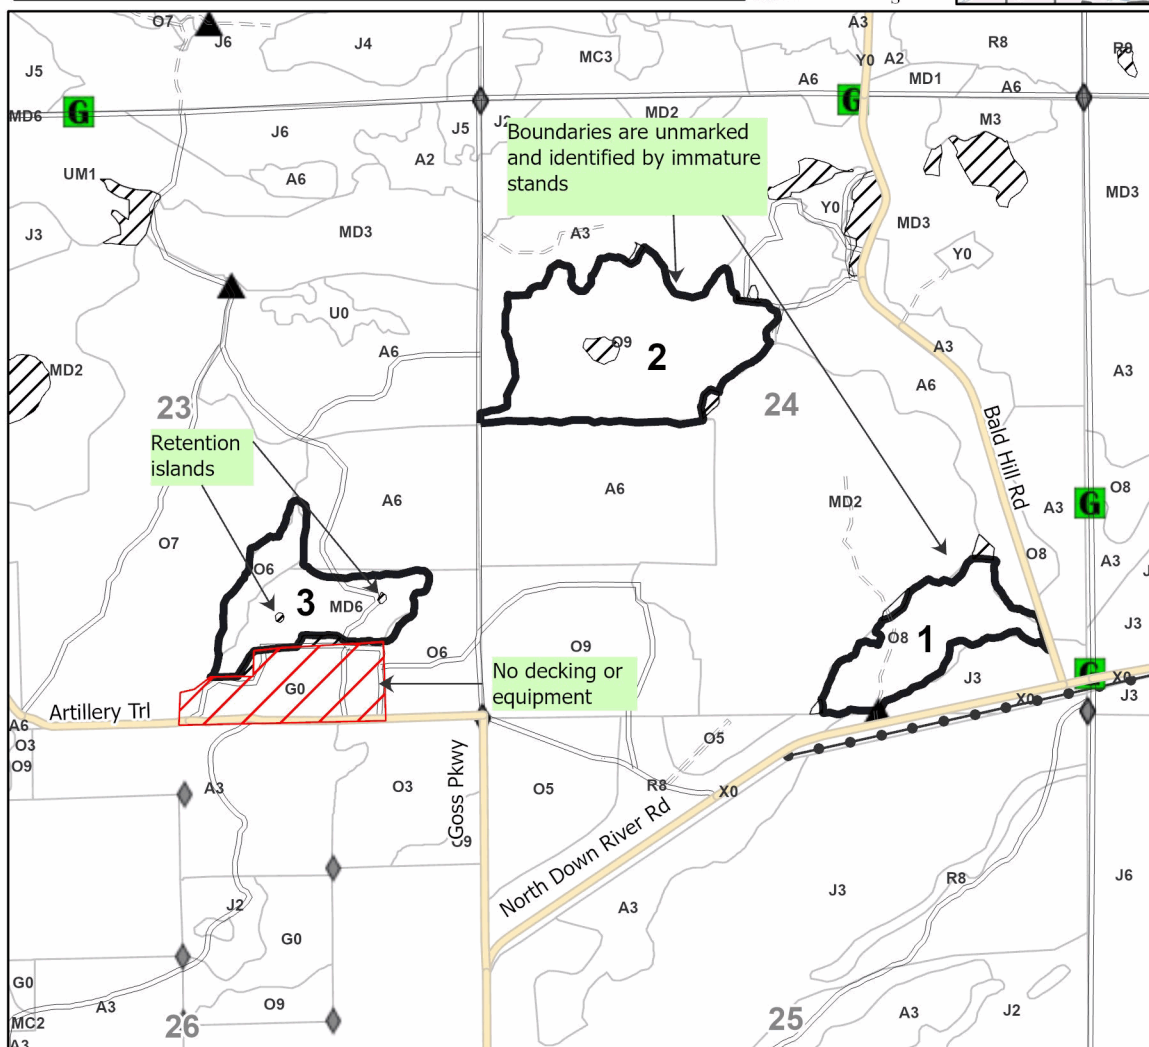 O7
J6
J4
MC3
A3
R8
R8
J5
Y0
A2
A6
MD1
A6
G
G
MD6
MD2
M3
J6
J5
J2
Boundaries are unmarked
and identified by immature
stands
A2
UM1
A6
MD3
Y0
J3
MD3
A3
MD3
Y0
U0
O9
2
A6
A3
MD2
A3
A6
23
24
Retention
islands
Bald Hill Rd
A6
A6
MD2
O8
G
A3
O7
O8
A3
O6
3
MD6
J3
1
O8
O6
O9
J3
G0
No decking or
equipment
G
X0
X0
J3
Artillery Trl
A6
O3
O5
O9
A3
O3
O5
R8
X0
Goss Pkwy
North Down River Rd
R8
J3
J6
J2
A3
G0
G0
A3
O9
A3
J2
MC2
26
25
A3